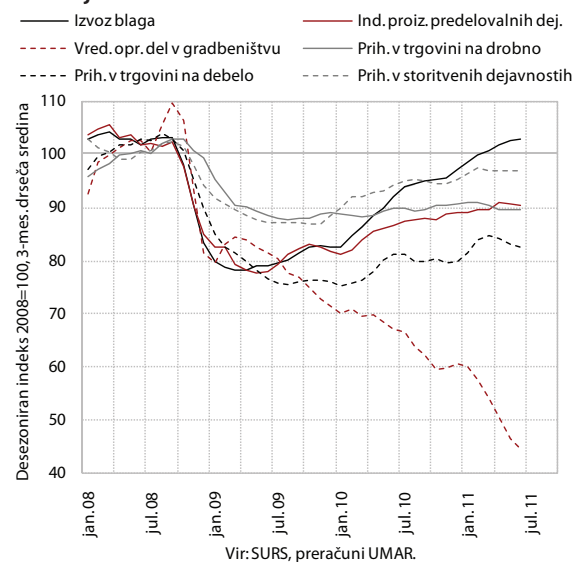 Izvoz blaga
Ind. proiz. predelovalnih dej.
Vred. opr. del v gradbeništvu
Prih. v trgovini na drobno
Prih. v trgovini na debelo
Prih. v storitvenih dejavnostih
Desezoniran indeks 2008=100, 3-mes. drseča sredina
110
100
90
80
70
60
50
40
jan. 08
jul. 08
jan. 09
jul. 09
jan. 10
jul. 10
jan. 11
jul. 11
Vir: SURS, preračuni UMAR.